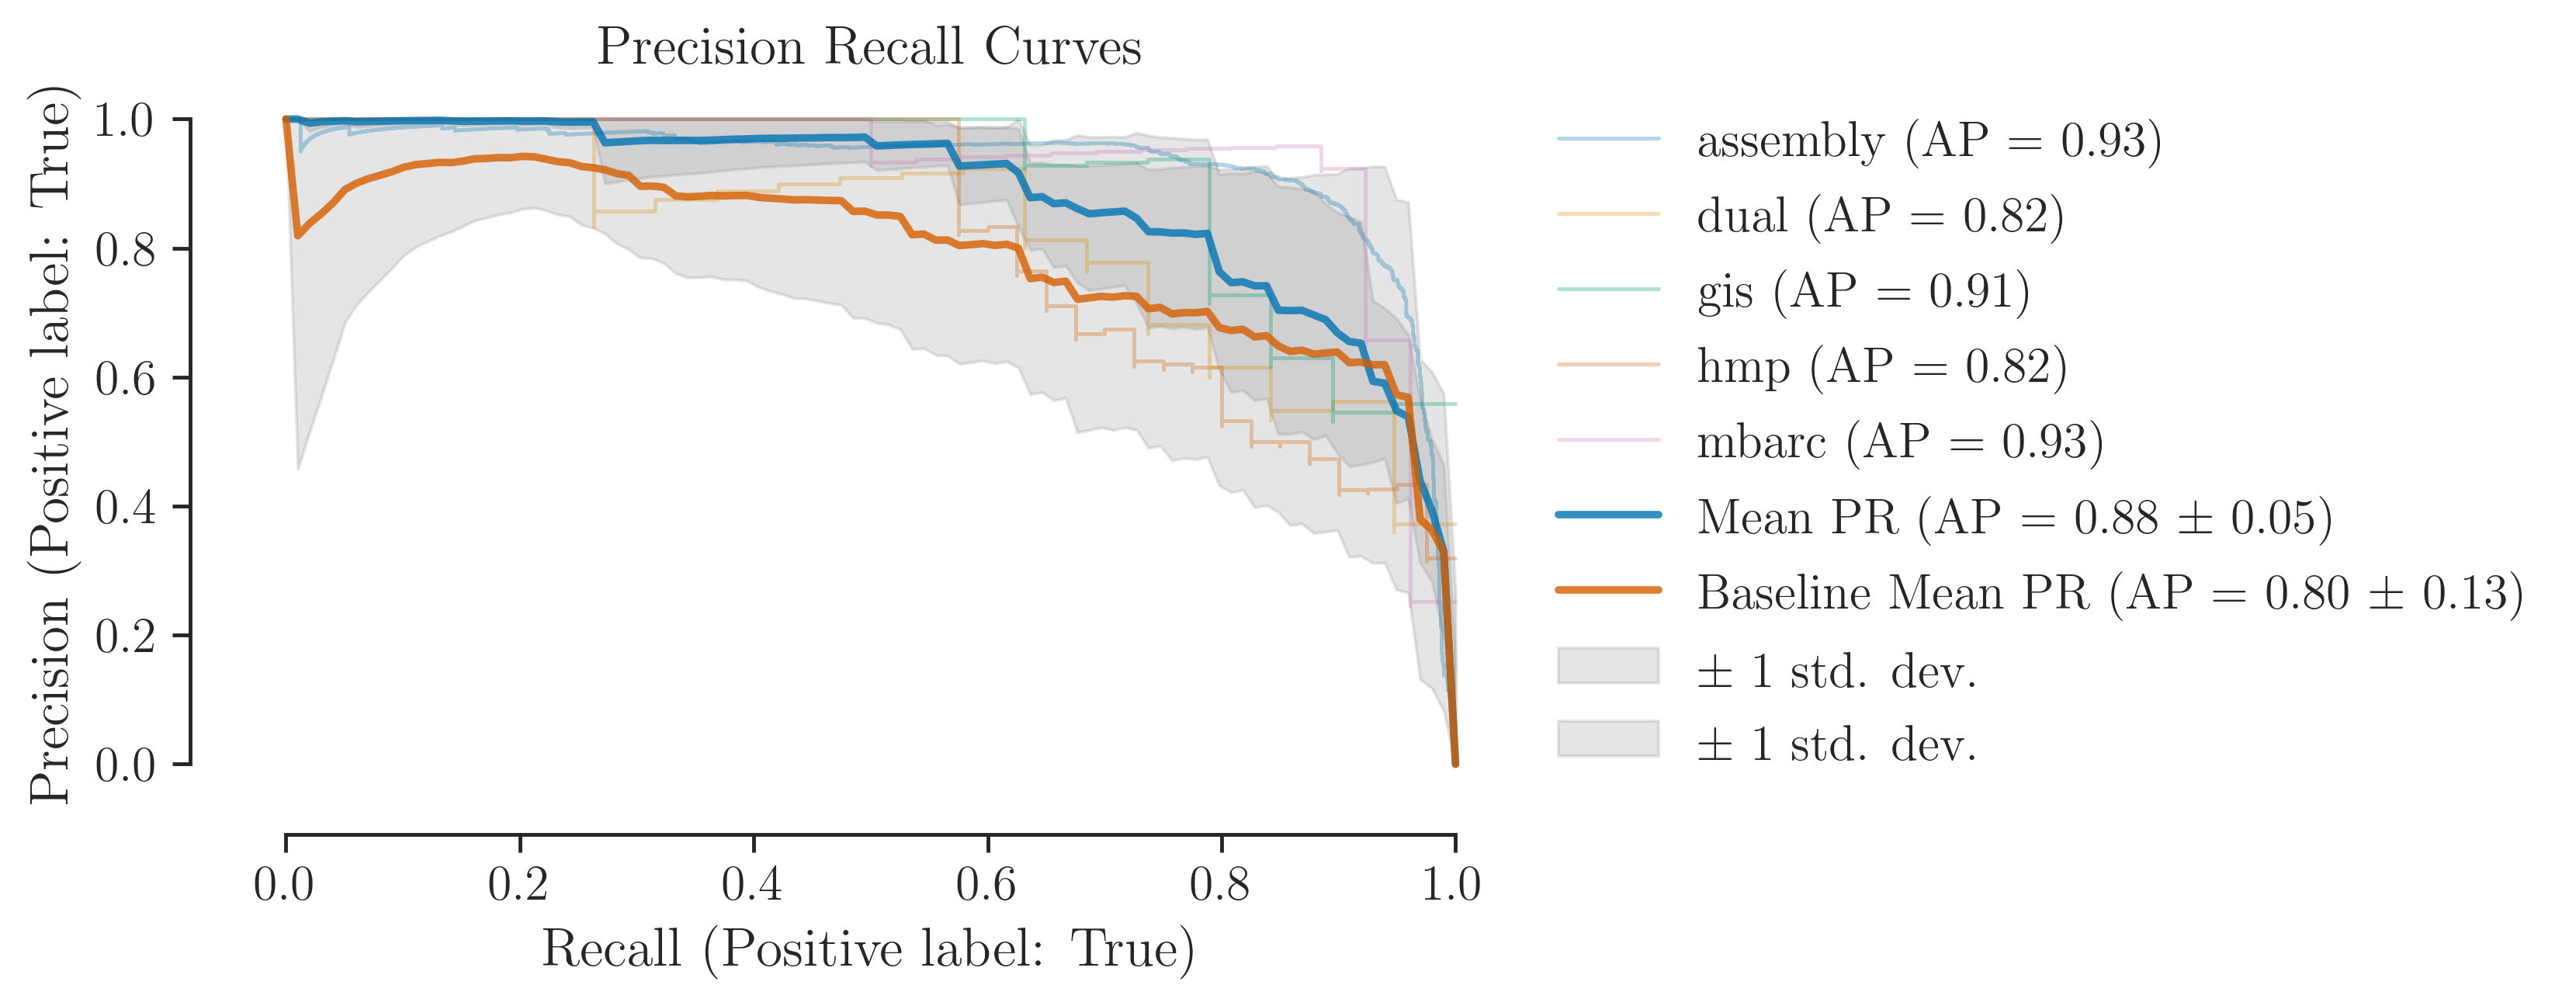 Precision Recall Curves
Precision (Positive label: True)
1.0
0.8
0.6
0.4
0.2
0.0
0.0 0.2 0.4 0.6 0.8 1.0
Recall (Positive label: True)
assembly (AP = 0.93)
dual (AP = 0.82)
gis (AP = 0.91)
hmp (AP = 0.82)
mbarc (AP = 0.93)
Mean PR (AP = 0.88 ± 0.05)
Baseline Mean PR (AP = 0.80 ± 0.13)
± 1 std. dev.
± 1 std. dev.